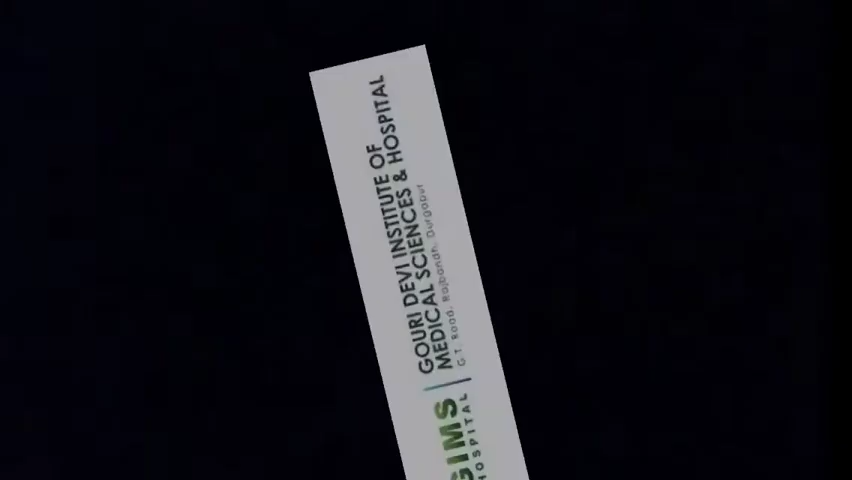 GIMS
HOSPITAL
GOURI DEVI INSTITUTE OF
MEDICAL SCIENCES & HOSPITAL
G.T. Road, Rajbandh, Durgapur